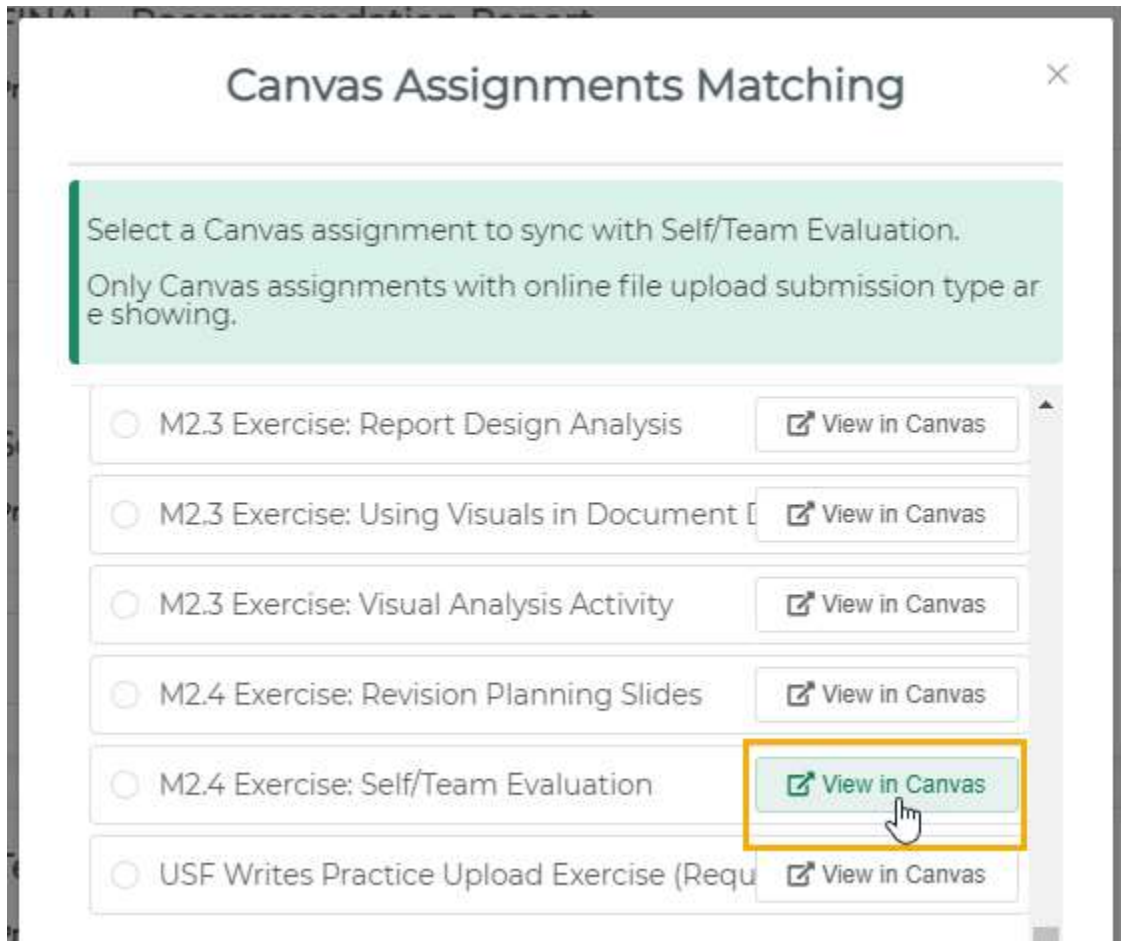 FINAL - Recommendation Report
Canvas Assignments Matching
Select a Canvas assignment to sync with Self/Team Evaluation.
Only Canvas assignments with online file upload submission type ar
e showing.
M2.3 Exercise: Report Design Analysis View in Canvas
M2.3 Exercise: Using Visuals in Document View in Canvas
M2.3 Exercise: Visual Analysis Activity View in Canvas
M2.4 Exercise: Revision Planning Slides View in Canvas
M2.4 Exercise: Self/Team Evaluation View in Canvas
USF Writes Practice Upload Exercise (Requ View in Canvas